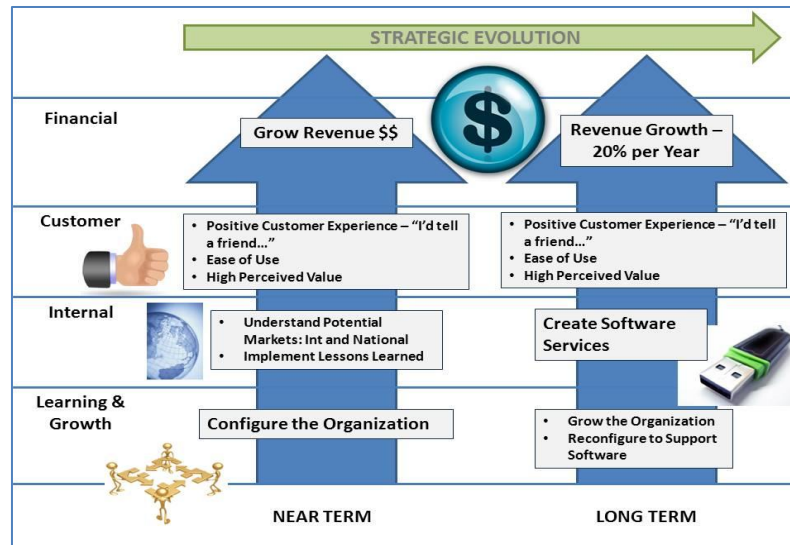 STRATEGIC EVOLUTION
Financial
Grow Revenue $$
$
Revenue Growth –
20% per Year
Customer
• Positive Customer Experience – “I’d tell
a friend...”
• Ease of Use
• High Perceived Value
• Positive Customer Experience – “I’d tell
a friend...”
• Ease of Use
• High Perceived Value
Internal
• Understand Potential
Markets: Int and National
• Implement Lessons Learned
Create Software
Services
Learning &
Growth
Configure the Organization
• Grow the Organization
• Reconfigure to Support
Software
NEAR TERM
LONG TERM